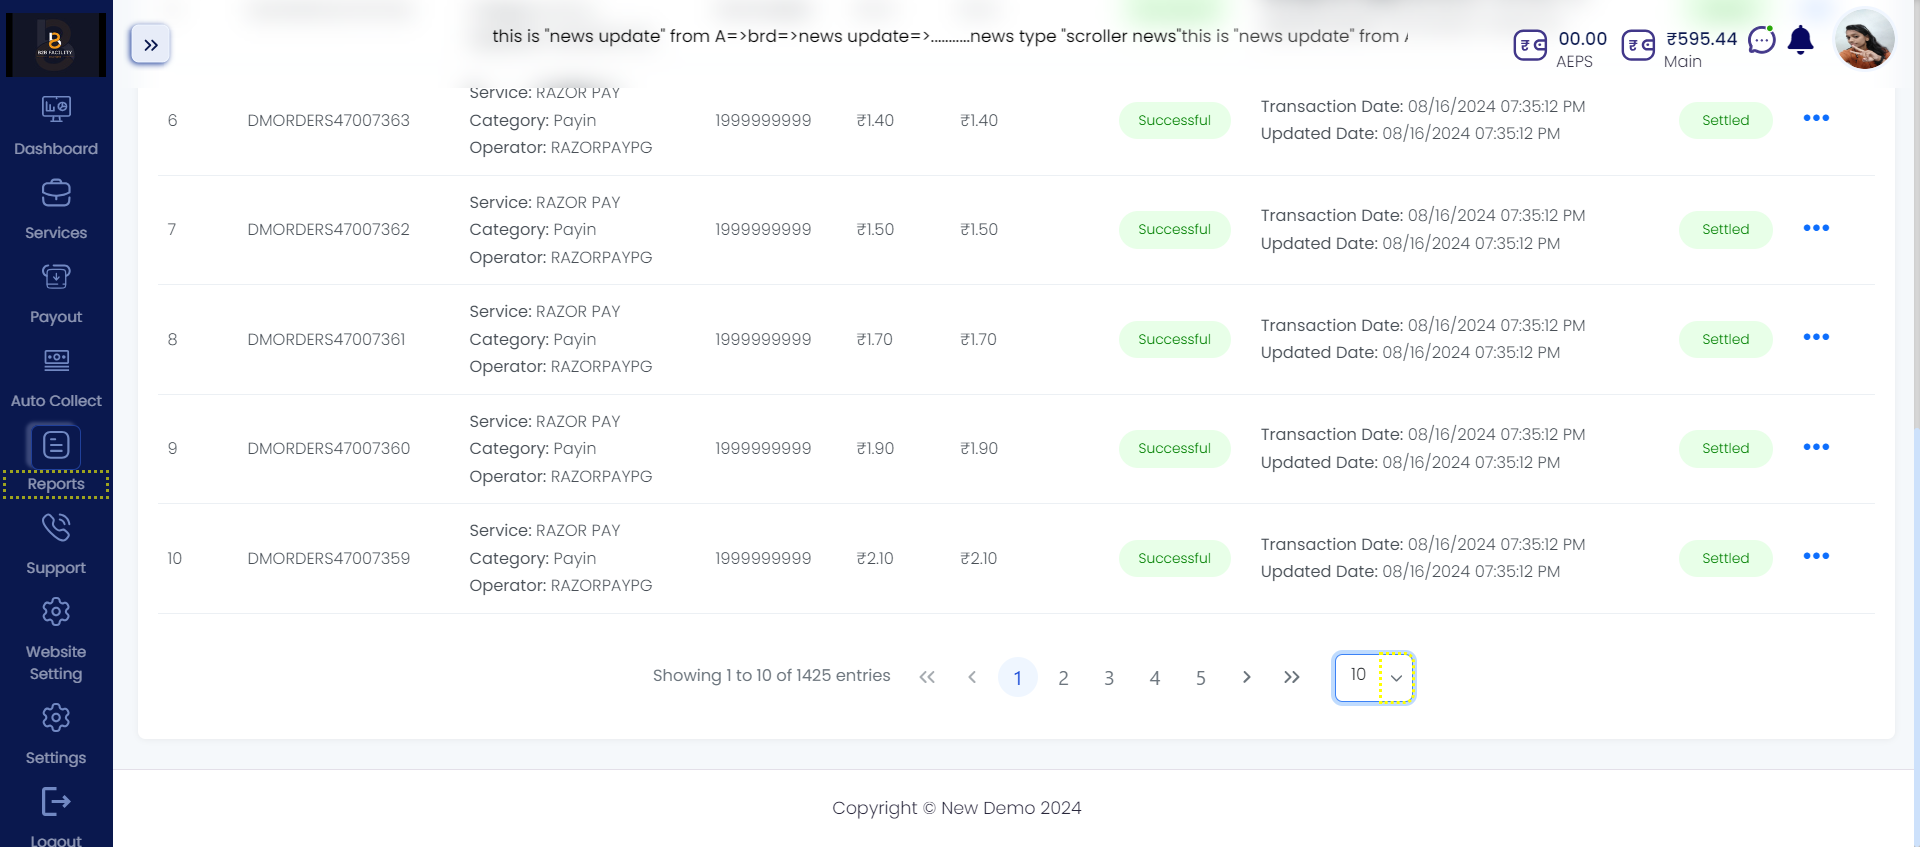 B2B FACILITY
this is "news update" from A=>brd=>news update=>...........news type "scroller news"this is "news update" from A
00.00
AEPS
₹595.44
Main
Dashboard
Services
Payout
Auto Collect
Reports
Support
Website
Setting
Settings
Logout
6 DMORDERS47007363 Service: RAZOR PAY
Category: Payin
Operator: RAZORPAYPG 1999999999 ₹1.40 ₹1.40 Successful Transaction Date: 08/16/2024 07:35:12 PM
Updated Date: 08/16/2024 07:35:12 PM Settled
7 DMORDERS47007362 Service: RAZOR PAY
Category: Payin
Operator: RAZORPAYPG 1999999999 ₹1.50 ₹1.50 Successful Transaction Date: 08/16/2024 07:35:12 PM
Updated Date: 08/16/2024 07:35:12 PM Settled
8 DMORDERS47007361 Service: RAZOR PAY
Category: Payin
Operator: RAZORPAYPG 1999999999 ₹1.70 ₹1.70 Successful Transaction Date: 08/16/2024 07:35:12 PM
Updated Date: 08/16/2024 07:35:12 PM Settled
9 DMORDERS47007360 Service: RAZOR PAY
Category: Payin
Operator: RAZORPAYPG 1999999999 ₹1.90 ₹1.90 Successful Transaction Date: 08/16/2024 07:35:12 PM
Updated Date: 08/16/2024 07:35:12 PM Settled
10 DMORDERS47007359 Service: RAZOR PAY
Category: Payin
Operator: RAZORPAYPG 1999999999 ₹2.10 ₹2.10 Successful Transaction Date: 08/16/2024 07:35:12 PM
Updated Date: 08/16/2024 07:35:12 PM Settled
Showing 1 to 10 of 1425 entries « ‹ 1 2 3 4 5 › » 10
Copyright © New Demo 2024